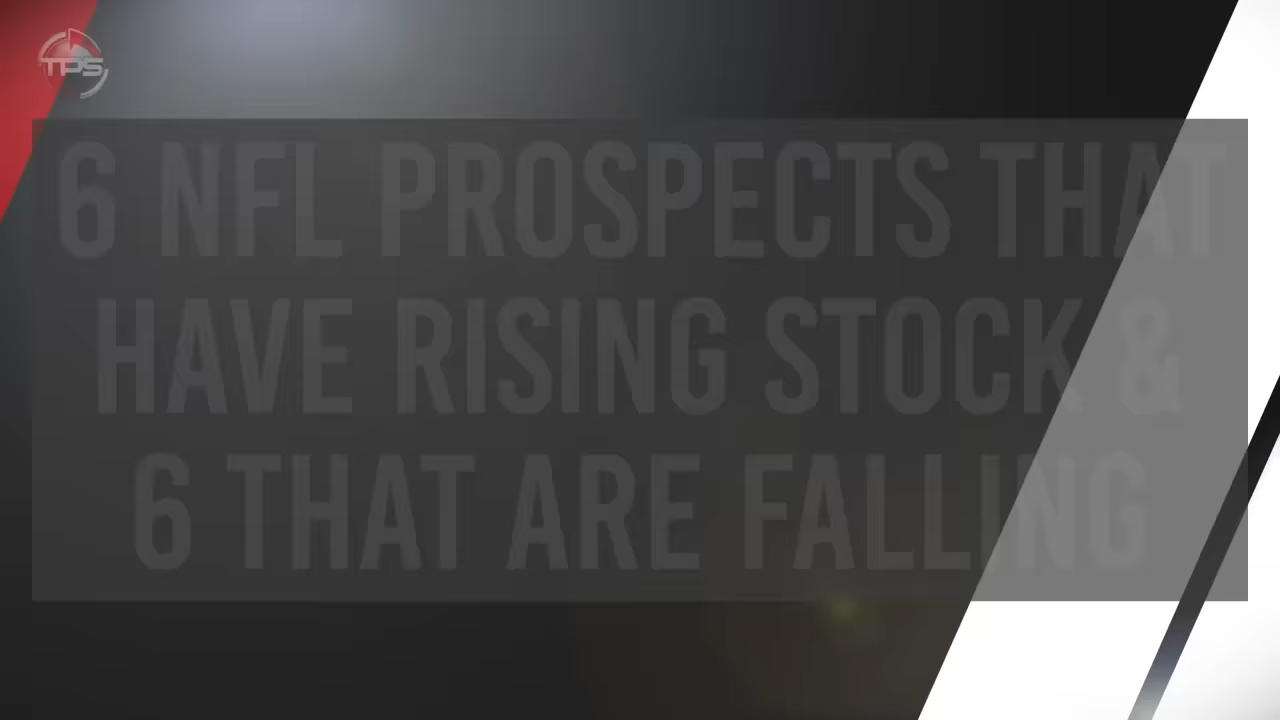 TPS
6 NFL PROSPECTS THAT
HAVE RISING STOCK &
6 THAT ARE FALLING